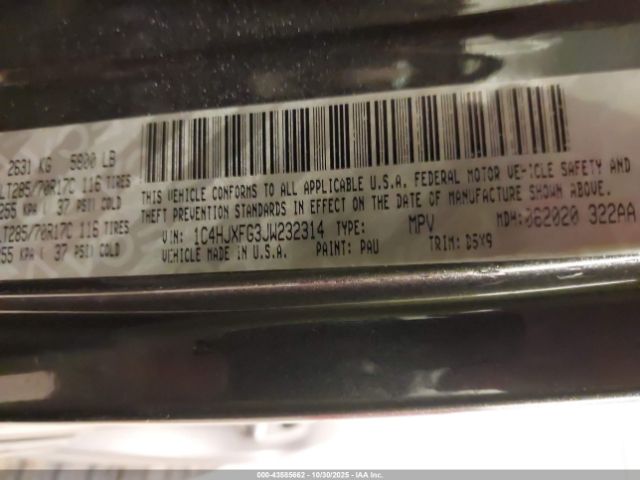 2631 KG 5800 LB
LT285/70R17C 116 TIRES
255 KPA ( 37 PSI) COLD
LT285/70R17C 116 TIRES
255 KPA ( 37 PSI) COLD
THIS VEHICLE CONFORMS TO ALL APPLICABLE U.S.A. FEDERAL MOTOR VEHICLE SAFETY AND
THEFT PREVENTION STANDARDS IN EFFECT ON THE DATE OF MANUFACTURE SHOWN ABOVE.
VIN: 1C4HJXFG3JW232314 TYPE: MPV MDH: 062020 322AA
VEHICLE MADE IN U.S.A. PAINT: PAU TRIM: D5Y9
000-43585662 - 10/30/2025 - IAA Inc.